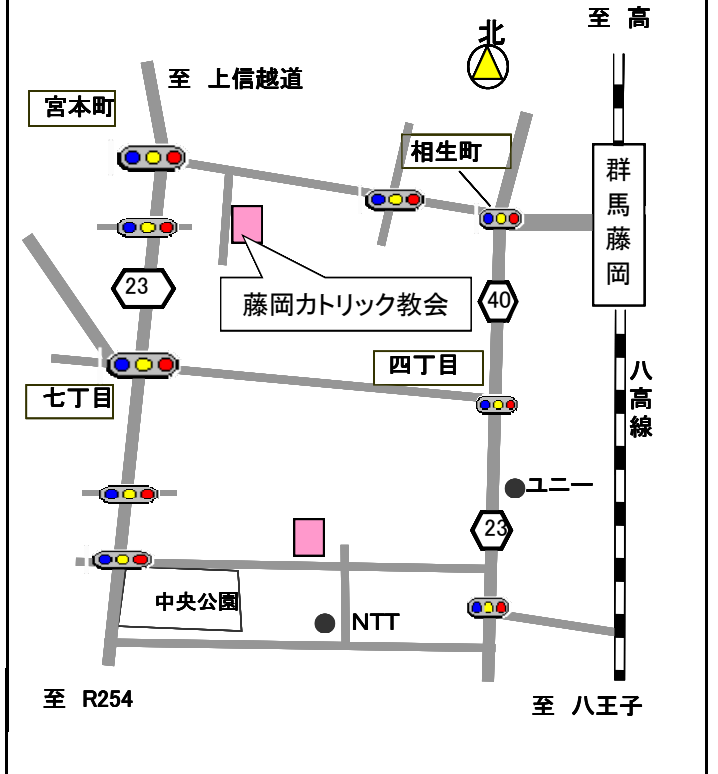 至 高
北
至 上信越道
宮本町
相生町
群馬藤岡
23
藤岡カトリック教会
40
四丁目
八高線
七丁目
ユニー
23
中央公園
NTT
至 R254
至 八王子